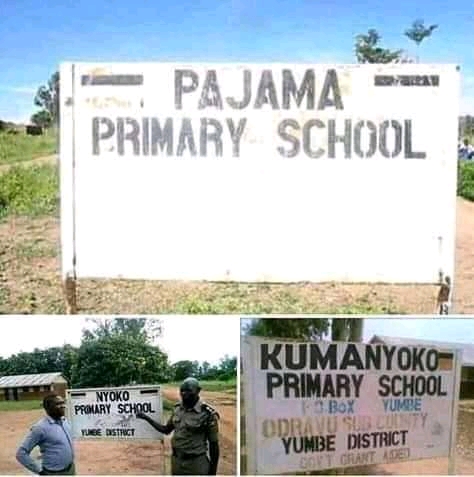 PAJAMA
PRIMARY SCHOOL
NYOKO
PRIMARY SCHOOL
YUMBE DISTRICT
KUMANYOKO
PRIMARY SCHOOL
P.O.BOX YUMBE
ODRAVU SUB COUNTY
YUMBE DISTRICT
GOVT GRANT AIDED